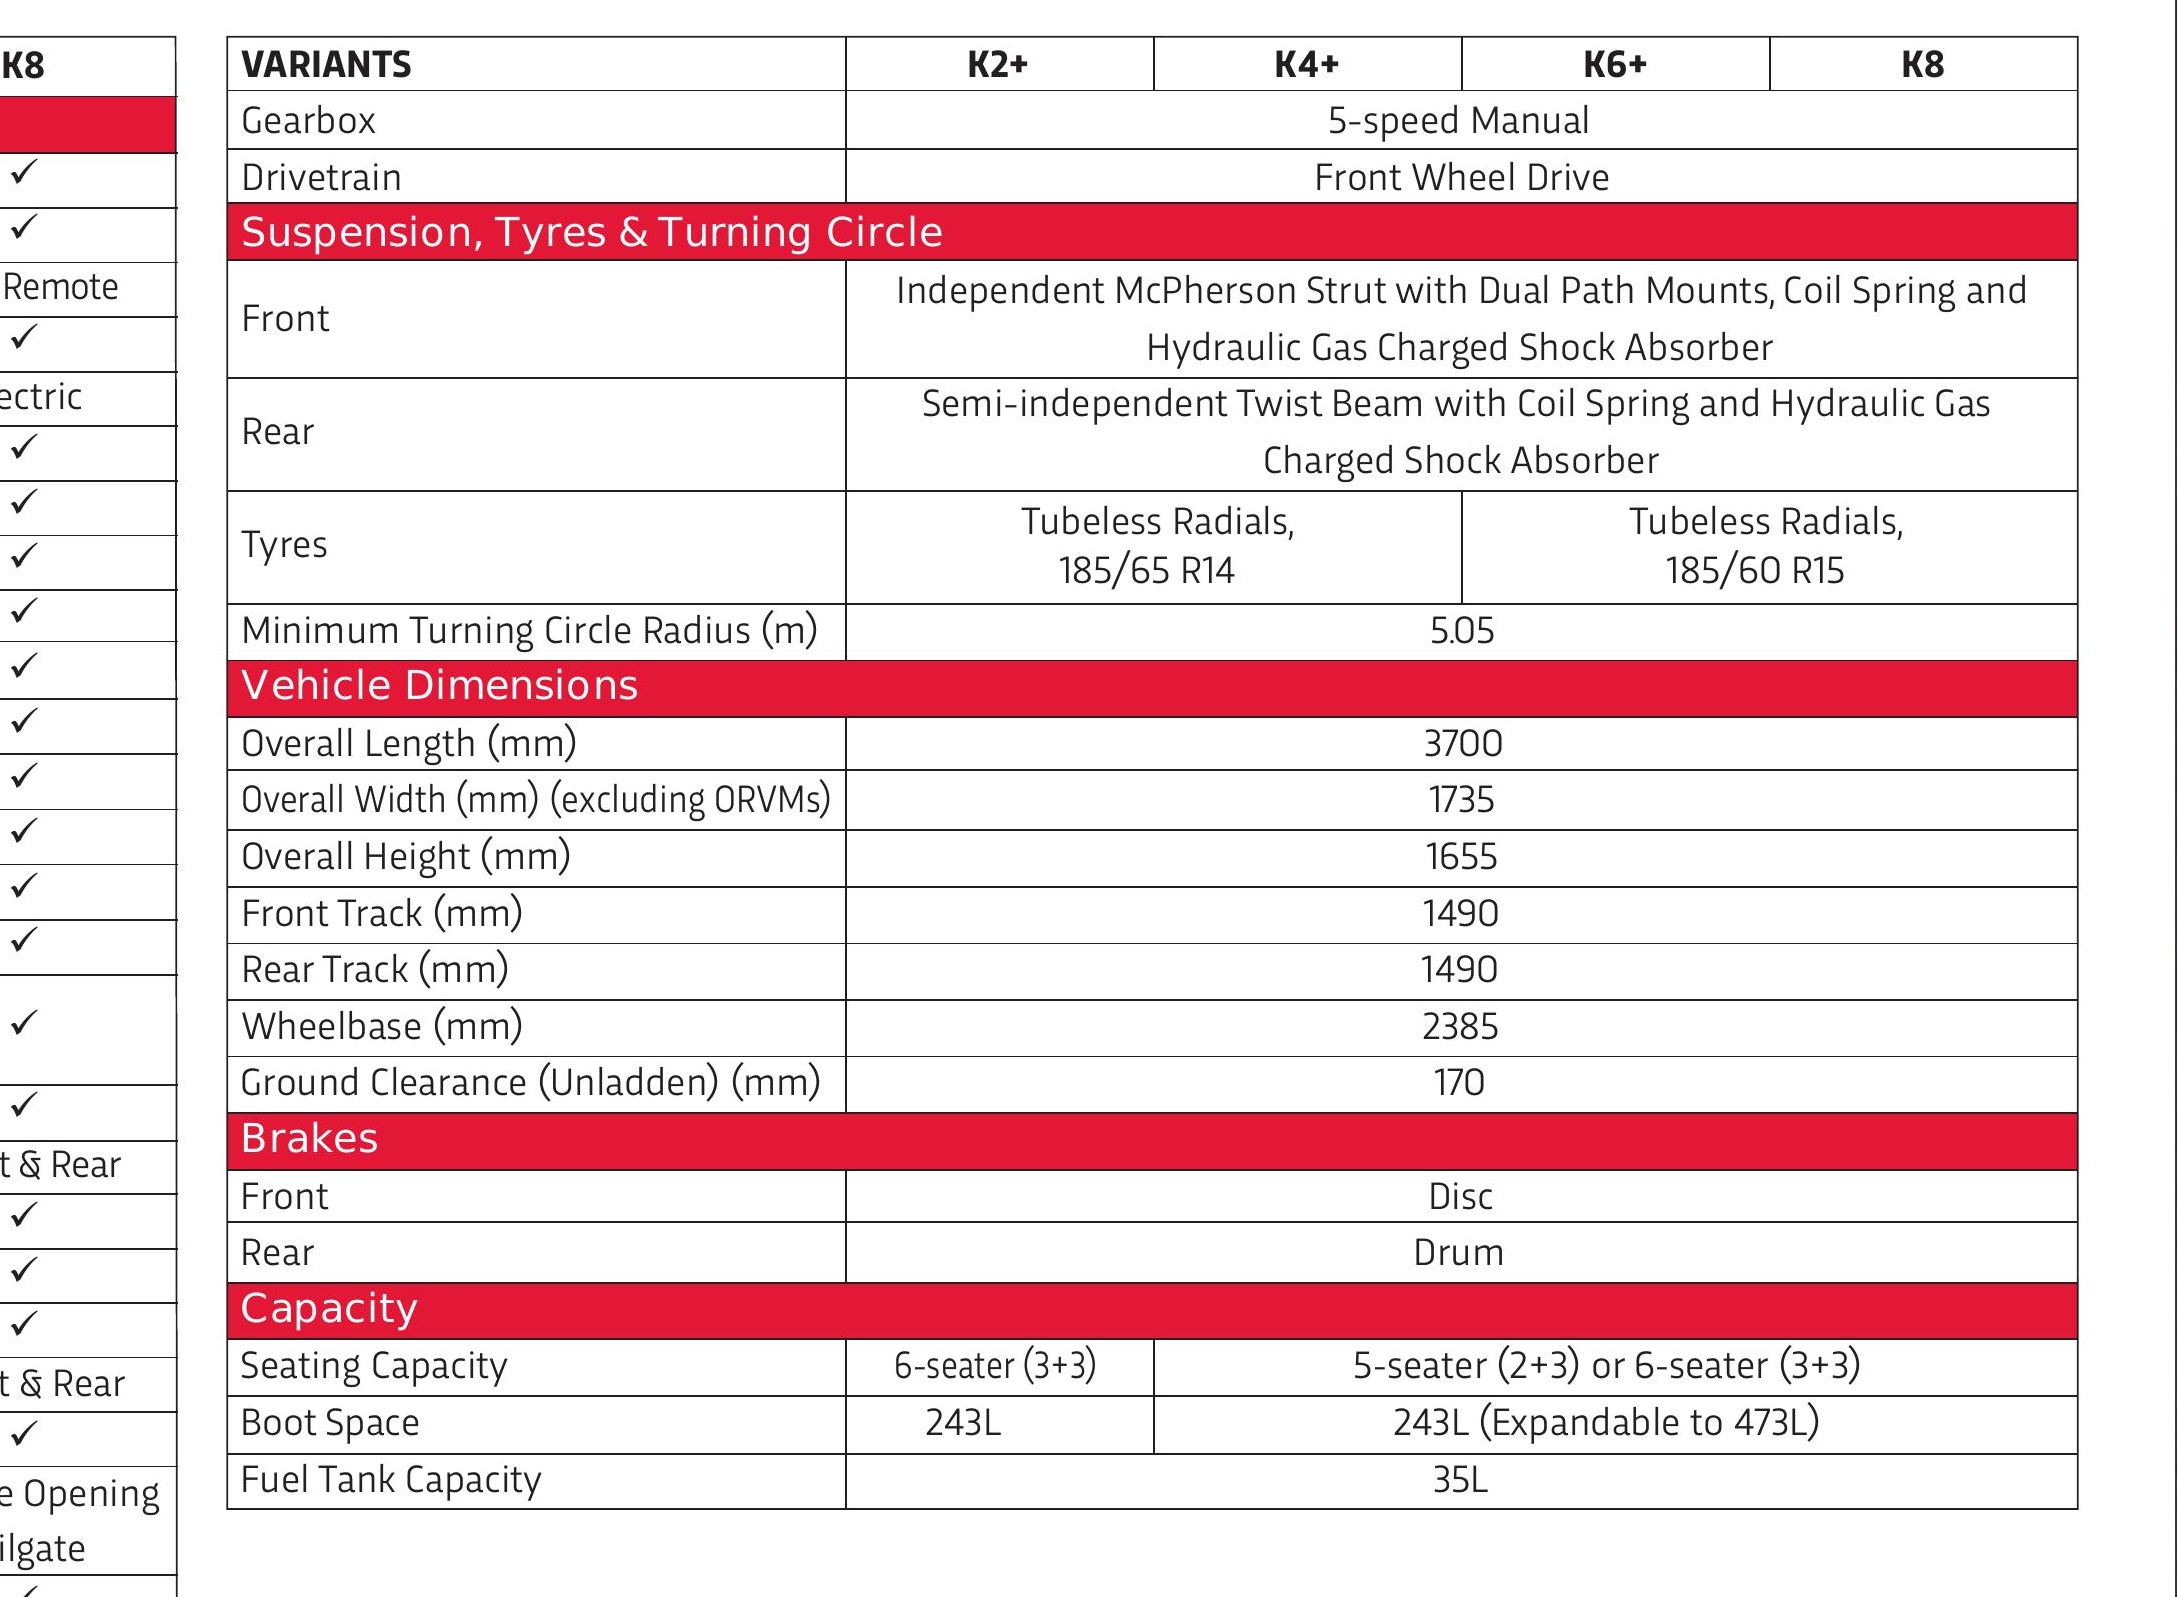 K8
✓
✓
Remote
✓
✓
✓
✓
✓
✓
✓
✓
✓
✓
✓
✓
✓
& Rear
✓
✓
✓
& Rear
✓
Opening
✓
VARIANTS K2+ K4+ K6+ K8
Gearbox 5-speed Manual
Drivetrain Front Wheel Drive
Suspension, Tyres & Turning Circle
Front Independent McPherson Strut with Dual Path Mounts, Coil Spring and
Hydraulic Gas Charged Shock Absorber
Rear Semi-independent Twist Beam with Coil Spring and Hydraulic Gas
Charged Shock Absorber
Tyres Tubeless Radials, Tubeless Radials,
185/65 R14 185/60 R15
Minimum Turning Circle Radius (m) 5.05
Vehicle Dimensions
Overall Length (mm) 3700
Overall Width (mm) (excluding ORVMs) 1735
Overall Height (mm) 1655
Front Track (mm) 1490
Rear Track (mm) 1490
Wheelbase (mm) 2385
Ground Clearance (Unladden) (mm) 170
Brakes
Front Disc
Rear Drum
Capacity
Seating Capacity 6-seater (3+3) 5-seater (2+3) or 6-seater (3+3)
Boot Space 243L 243L (Expandable to 473L)
Fuel Tank Capacity 35L